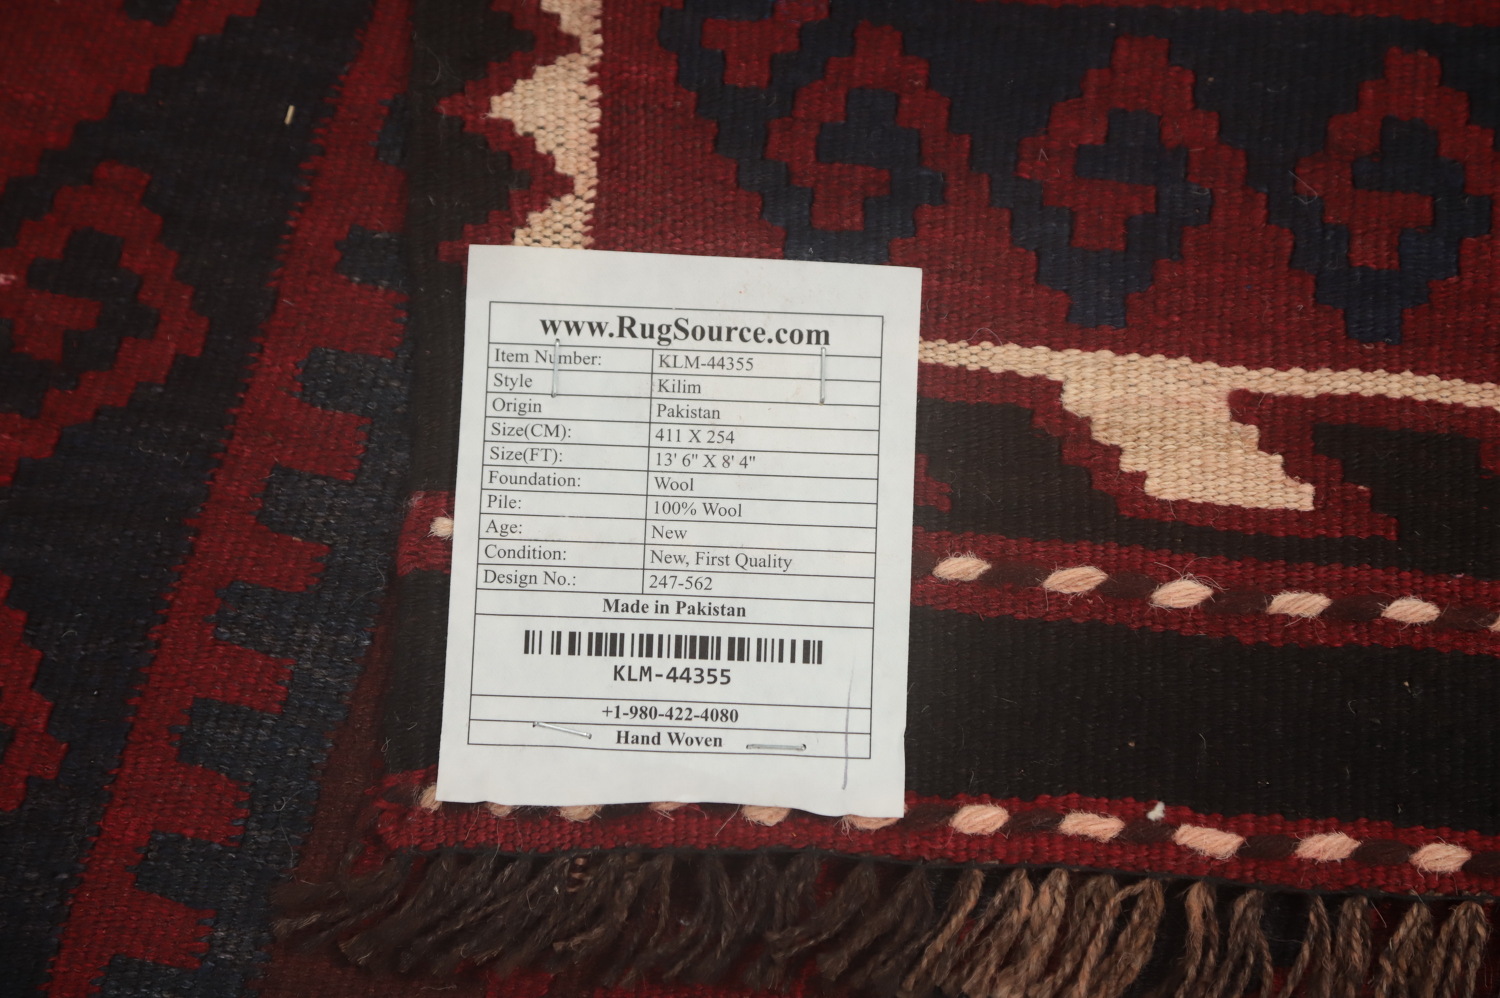 www.RugSource.com
Item Number: KLM-44355
Style Kilim
Origin Pakistan
Size(CM): 411 X 254
Size(FT): 13' 6" X 8' 4"
Foundation: Wool
Pile: 100% Wool
Age: New
Condition: New, First Quality
Design No.: 247-562
Made in Pakistan
KLM-44355
+1-980-422-4080
Hand Woven